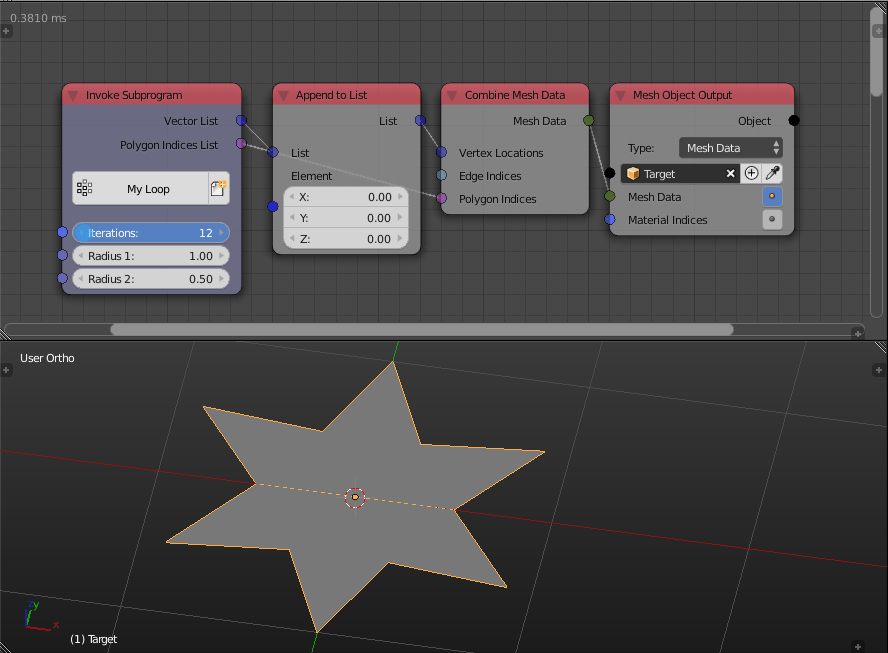 0.3810 ms
Invoke Subprogram
Vector List
Polygon Indices List
My Loop
Iterations: 12
Radius 1: 1.00
Radius 2: 0.50
Append to List
List
List
Element
X: 0.00
Y: 0.00
Z: 0.00
Combine Mesh Data
Mesh Data
Vertex Locations
Edge Indices
Polygon Indices
Mesh Object Output
Object
Type: Mesh Data
Target
Mesh Data
Material Indices
User Ortho
y
x
(1) Target